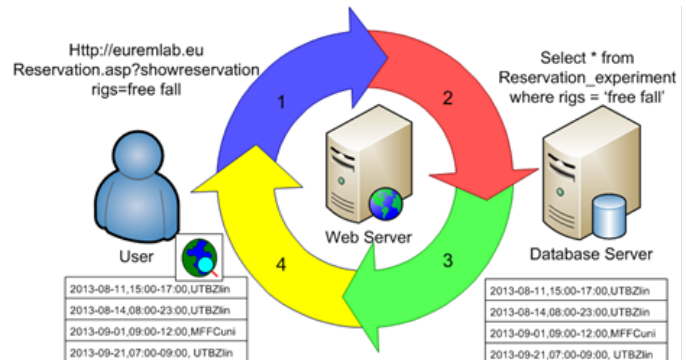 Http://euremlab.eu
Reservation.asp?showreservation
rigs=free fall
1
2
Select * from
Reservation_experiment
where rigs = 'free fall'
User
Web Server
Database Server
4
3
2013-08-11,15:00-17:00,UTBZlin
2013-08-14,08:00-23:00,UTBZlin
2013-09-01,09:00-12:00,MFFCuni
2013-09-21,07:00-09:00, UTBZlin
2013-08-11,15:00-17:00,UTBZlin
2013-08-14,08:00-23:00,UTBZlin
2013-09-01,09:00-12:00,MFFCuni
2013-09-21,07:00-09:00, UTBZlin